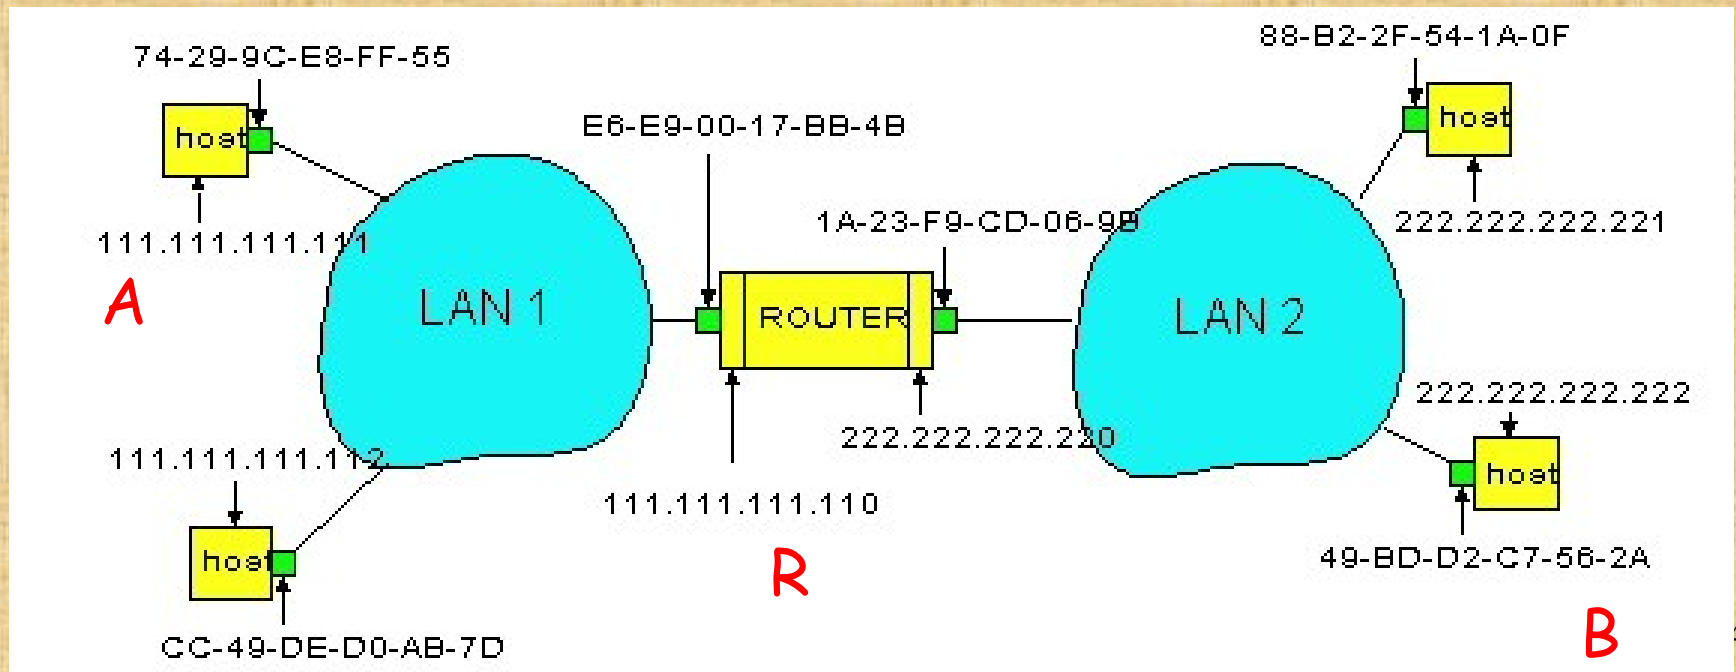 74-29-9C-E8-FF-55
88-B2-2F-54-1A-0F
host
E6-E9-00-17-BB-4B
host
111.111.111.111
1A-23-F9-CD-06-9B
222.222.222.221
A
LAN 1
ROUTER
LAN 2
222.222.222.222
111.111.111.112
222.222.222.220
host
111.111.111.110
host
49-BD-D2-C7-56-2A
R
CC-49-DE-D0-AB-7D
B